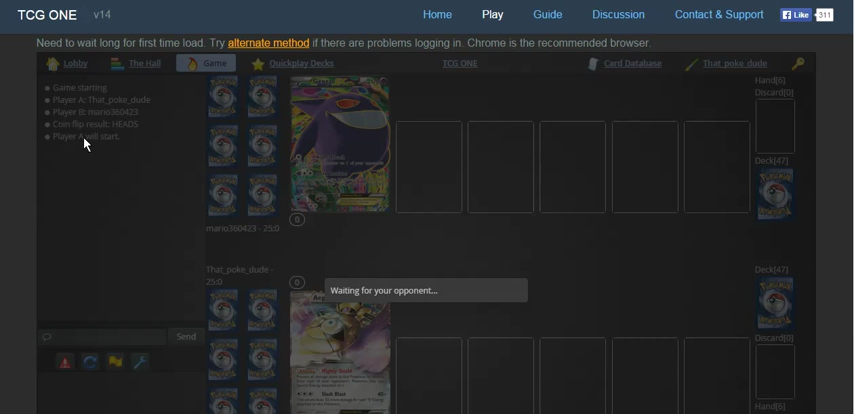 TCG ONE v14 Home Play Guide Discussion Contact & Support Like 311
Need to wait long for first time load. Try alternate method if there are problems logging in. Chrome is the recommended browser.
Lobby The Hall Game Quickplay Decks TCG ONE Card Database That_poke_dude
Game starting
Player A: That_poke_dude
Player B: mario360423
Coin flip result: HEADS
Player A will start.
Hand[6]
Discard[0]
Deck[47]
0
mario360423 - 25:0
That_poke_dude -
25:0
0
Waiting for your opponent...
Deck[47]
Discard[0]
Send
Hand[6]